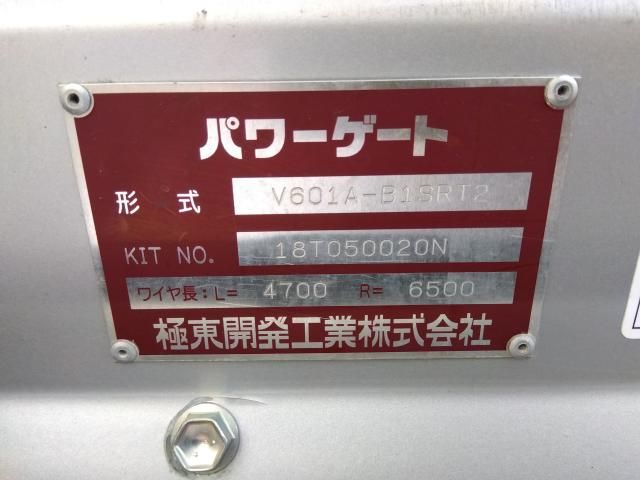 パワーゲート
形 式 V601A-B1SRT2
KIT NO. 18T050020N
ワイヤ長:L= 4700 R= 6500
極東開発工業株式会社